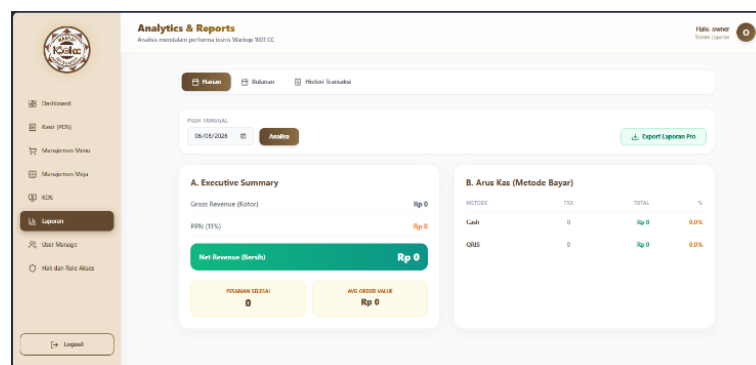 Analytics & Reports
Analisis mendalam performa bisnis Warkop 1001 CC
Halo, owner
Sistem Laporan
O
Harian
Bulanan
Histori Transaksi
Dashboard
Kasir (POS)
Manajemen Menu
Manajemen Meja
KDS
Laporan
User Manage
Hak dan Role Akses
Logout
PILIH TANGGAL
06/08/2026
Analisa
Export Laporan Pro
A. Executive Summary
Gross Revenue (Kotor) Rp 0
PPN (11%) Rp 0
Net Revenue (Bersih) Rp 0
PESANAN SELESAI
0
AVG ORDER VALUE
Rp 0
B. Arus Kas (Metode Bayar)
METODE TRX TOTAL %
Cash 0 Rp 0 0.0%
QRIS 0 Rp 0 0.0%